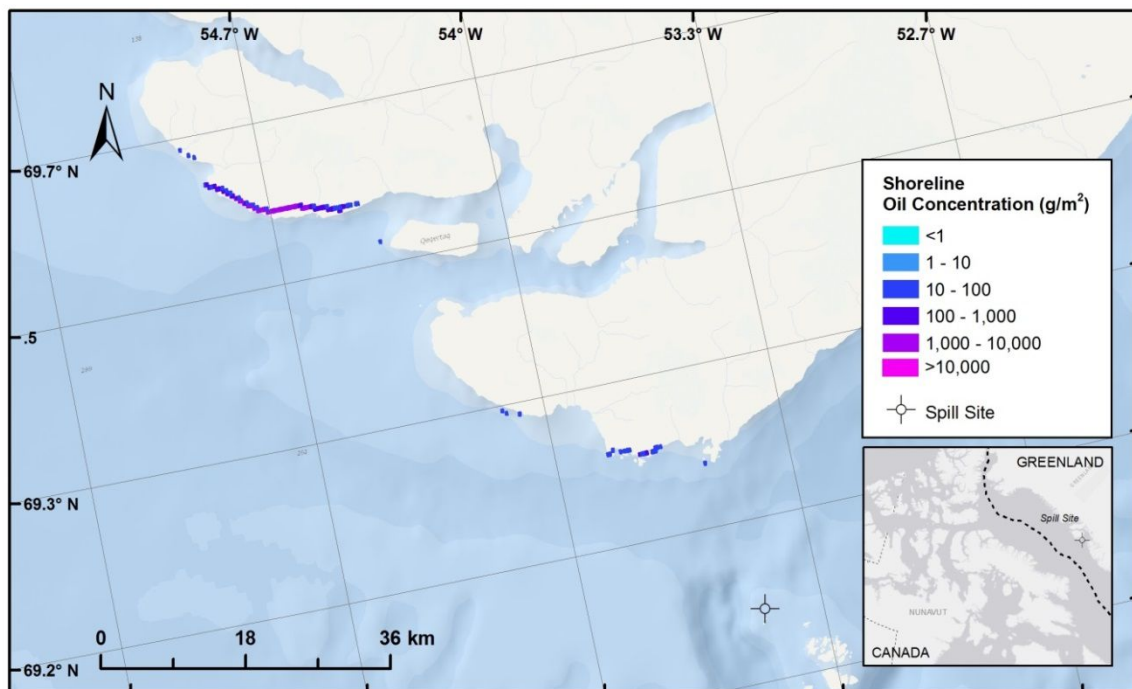 54.7° W
54° W
53.3° W
52.7° W
N
69.7° N
.5
69.3° N
69.2° N
Qeqertaq
0
18
36 km
Shoreline
Oil Concentration (g/m²)
<1
1 - 10
10 - 100
100 - 1,000
1,000 - 10,000
>10,000
Spill Site
GREENLAND
Spill Site
NUNAVUT
CANADA